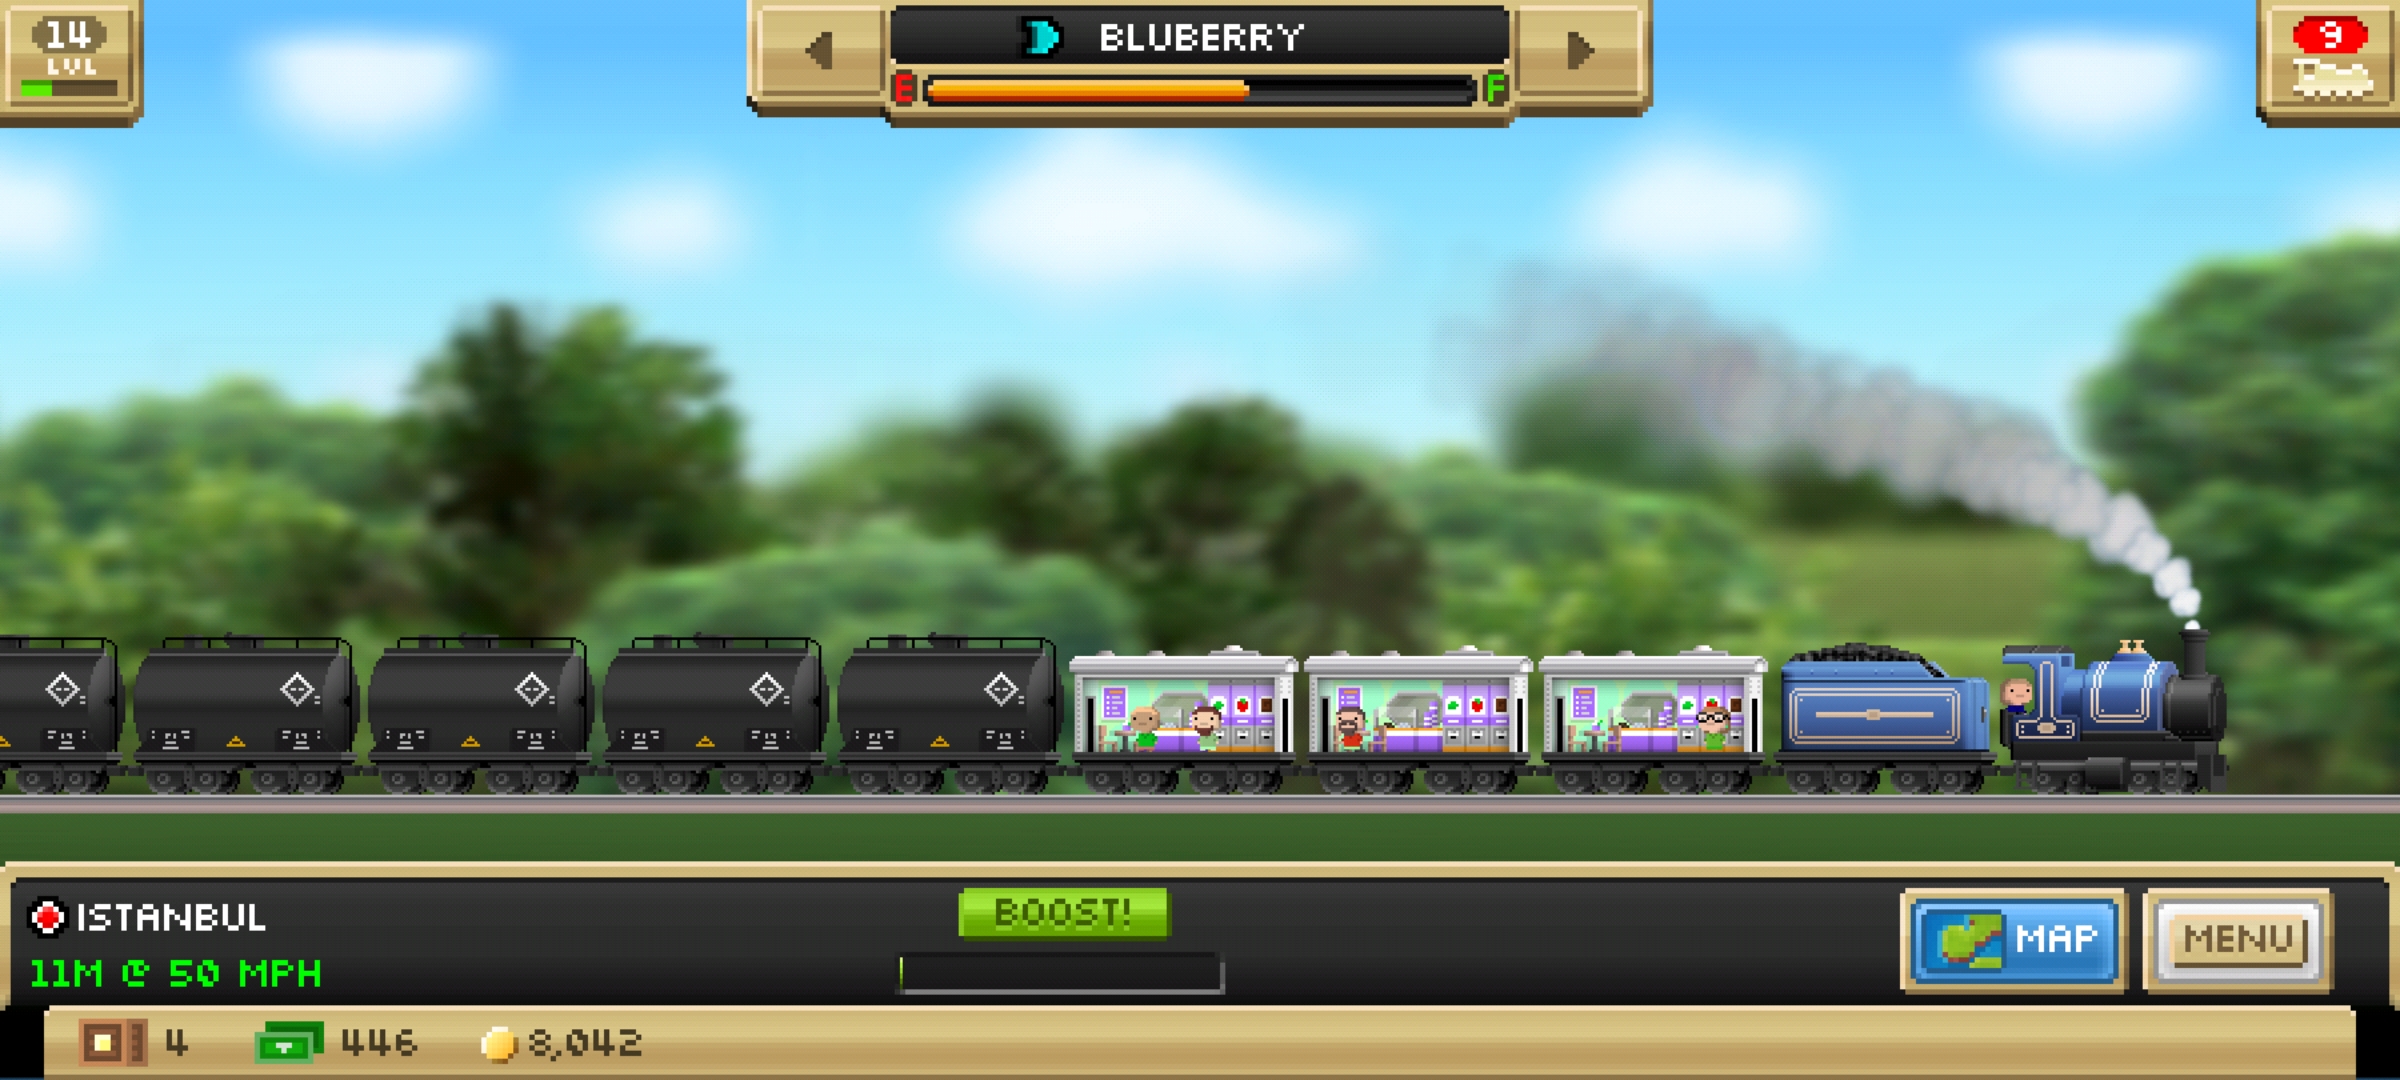 14
LVL
BLUBERRY
E F
9
ISTANBUL
11M @ 50 MPH
BOOST!
MAP
MENU
4
446
8,042